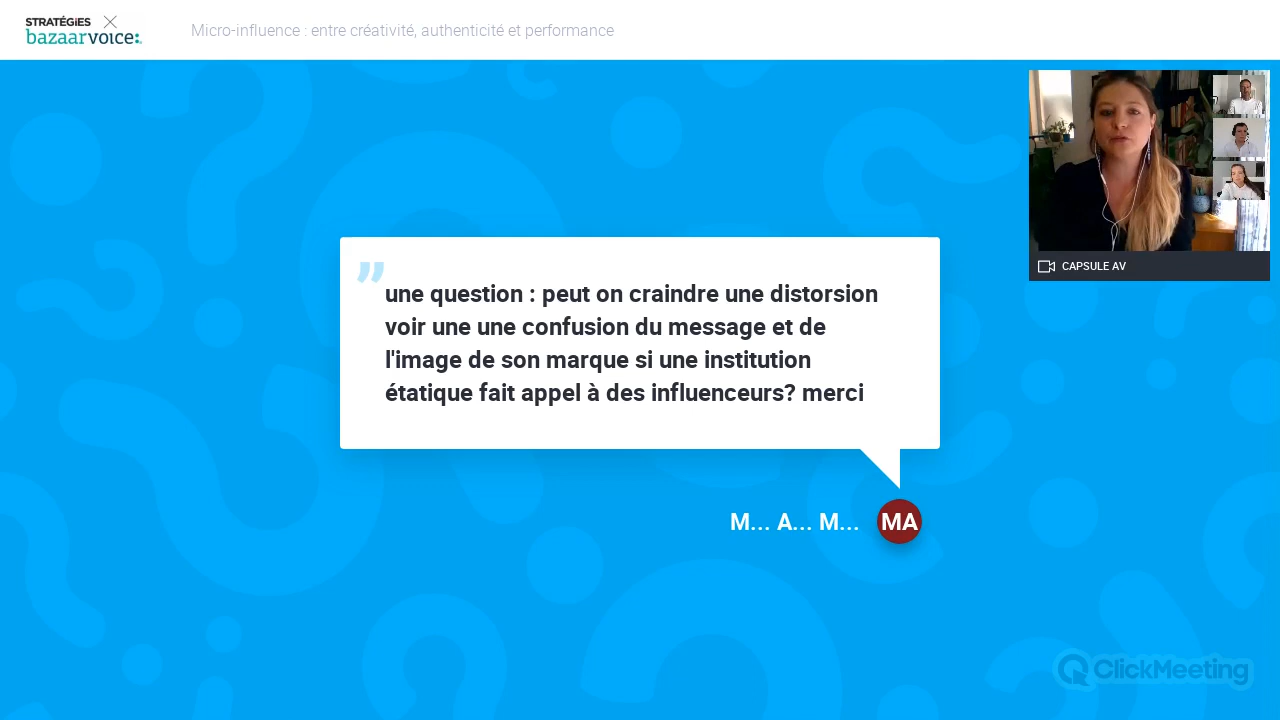 STRATÉGIES
bazaarvoice:
Micro-influence : entre créativité, authenticité et performance
CAPSULE AV
une question : peut on craindre une distorsion
voir une une confusion du message et de
l'image de son marque si une institution
étatique fait appel à des influenceurs? merci
M... A... M...
MA
ClickMeeting